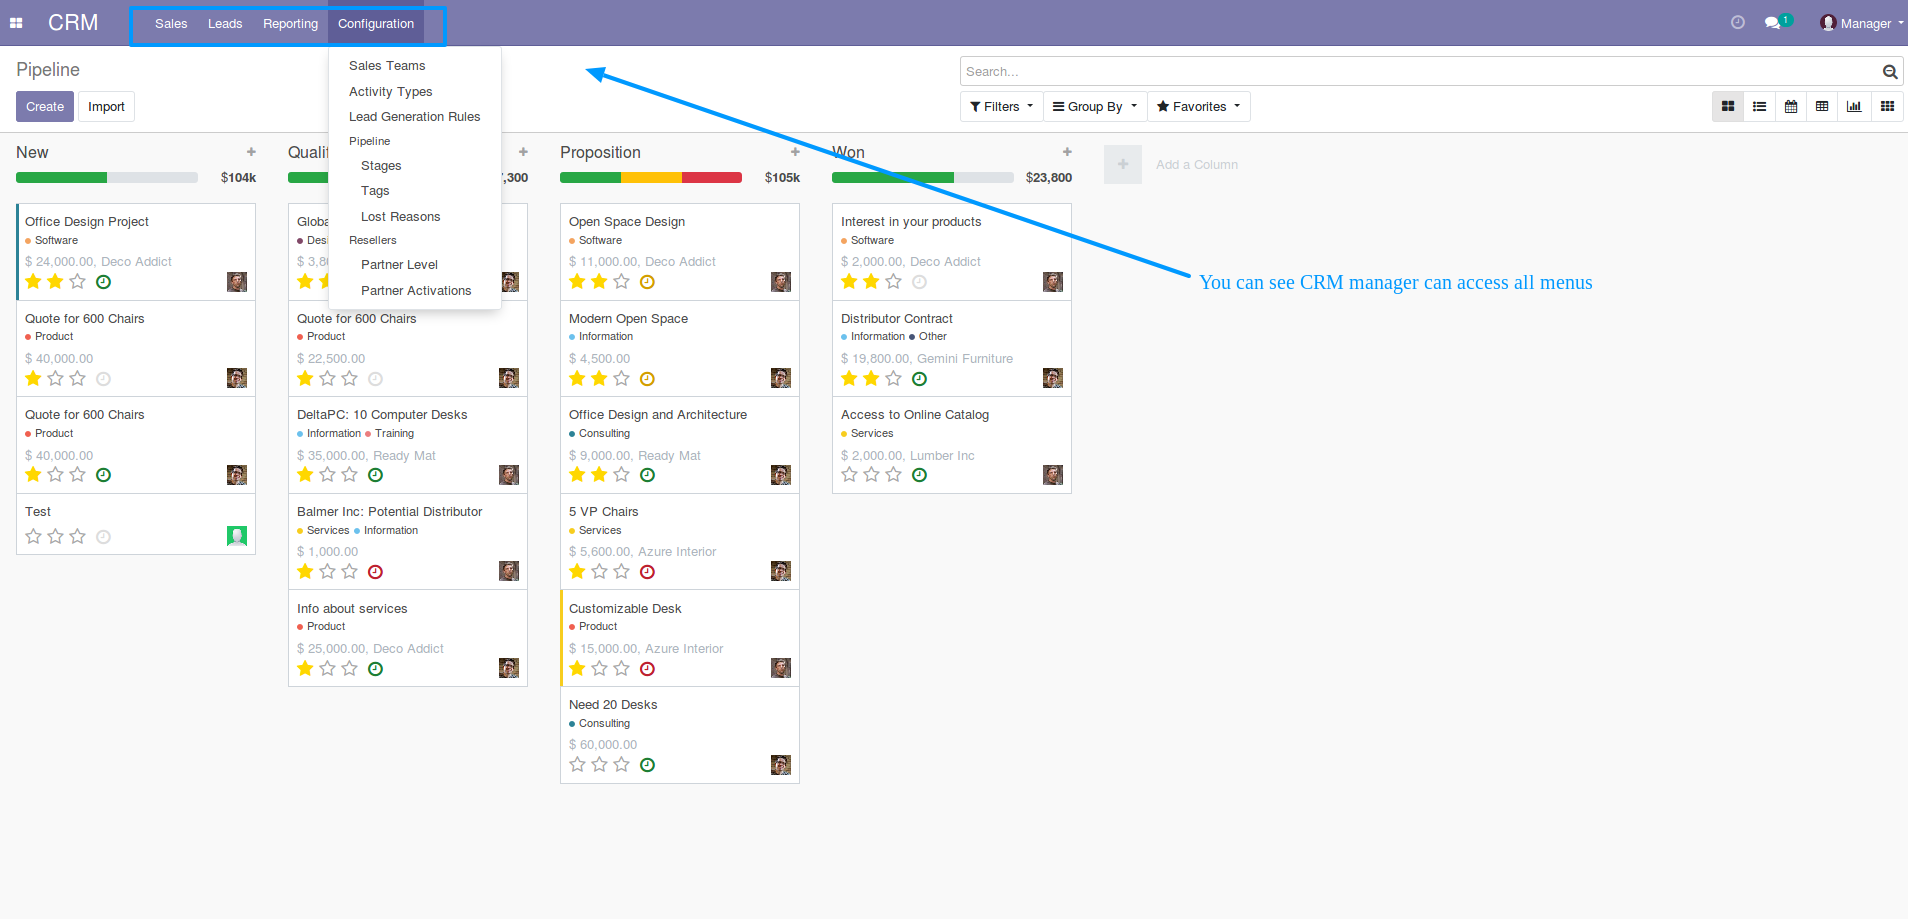 CRM Sales Leads Reporting Configuration 1 Manager
Pipeline
Search...
Create Import
Filters Group By Favorites
Sales Teams
Activity Types
Lead Generation Rules
Pipeline
Stages
Tags
Lost Reasons
Resellers
Partner Level
Partner Activations
You can see CRM manager can access all menus
New
$104k
Office Design Project
Software
$ 24,000.00, Deco Addict
Quote for 600 Chairs
Product
$ 40,000.00
Quote for 600 Chairs
Product
$ 40,000.00
Test
,300
Quote for 600 Chairs
Product
$ 22,500.00
DeltaPC: 10 Computer Desks
Information Training
$ 35,000.00, Ready Mat
Balmer Inc: Potential Distributor
Services Information
$ 1,000.00
Info about services
Product
$ 25,000.00, Deco Addict
Proposition
$105k
Open Space Design
Software
$ 11,000.00, Deco Addict
Modern Open Space
Information
$ 4,500.00
Office Design and Architecture
Consulting
$ 9,000.00, Ready Mat
5 VP Chairs
Services
$ 5,600.00, Azure Interior
Customizable Desk
Product
$ 15,000.00, Azure Interior
Need 20 Desks
Consulting
$ 60,000.00
Won
$23,800
Interest in your products
Software
$ 2,000.00, Deco Addict
Distributor Contract
Information Other
$ 19,800.00, Gemini Furniture
Access to Online Catalog
Services
$ 2,000.00, Lumber Inc
Add a Column